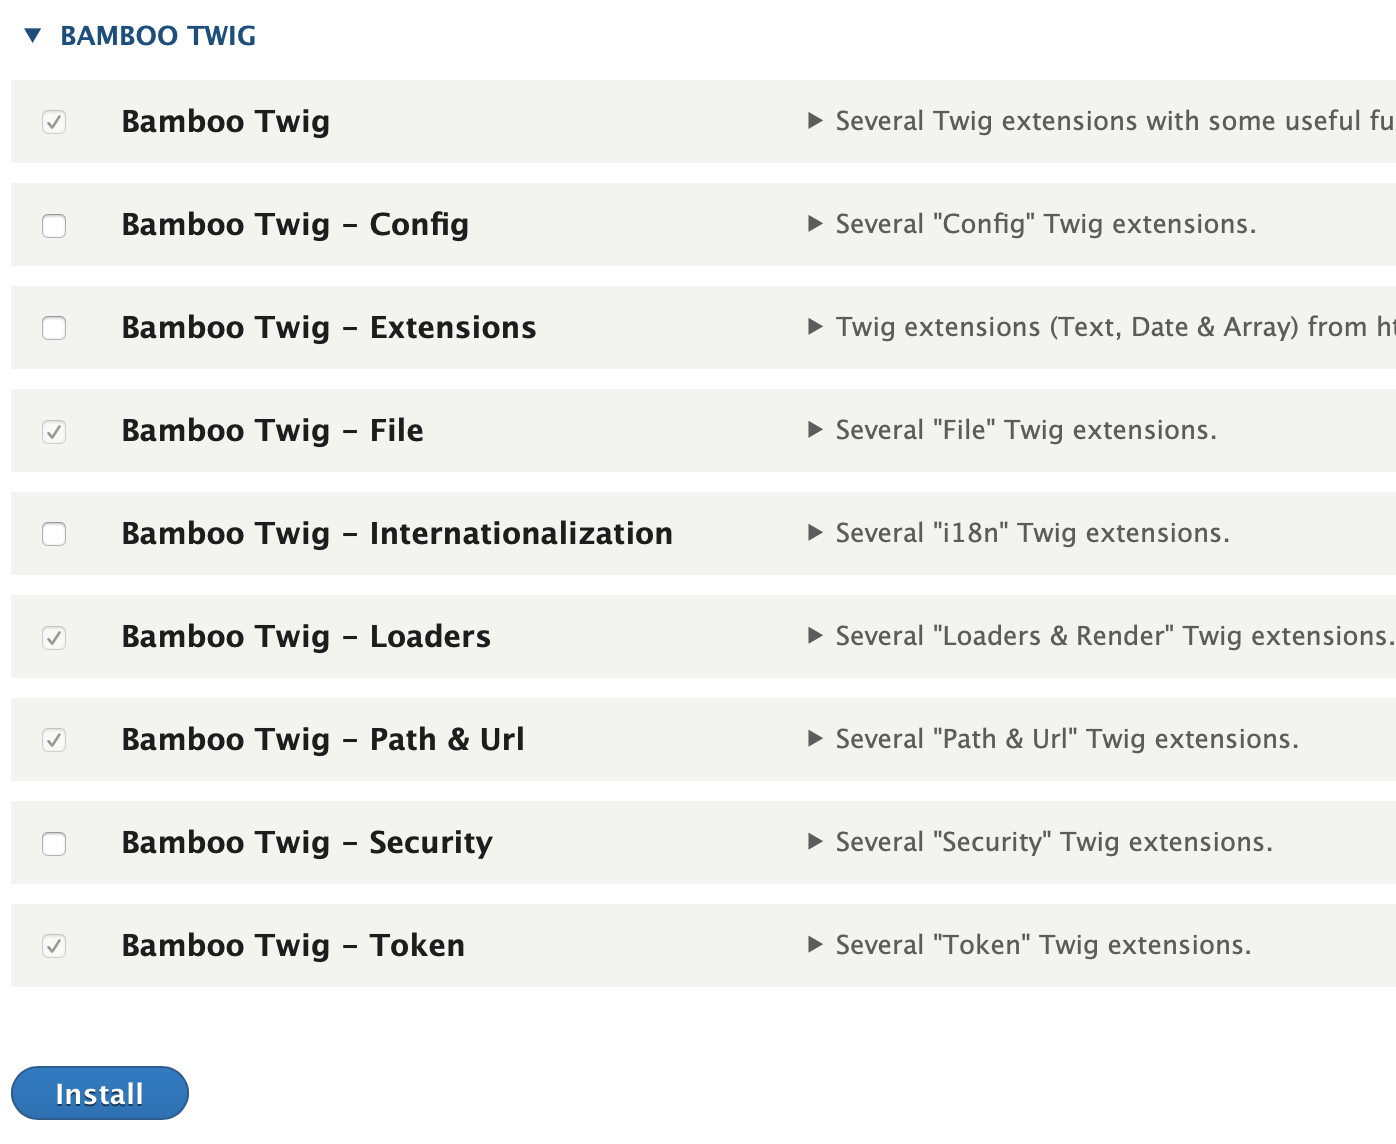 BAMBOO TWIG
Bamboo Twig Several Twig extensions with some useful fu
Bamboo Twig – Config Several "Config" Twig extensions.
Bamboo Twig – Extensions Twig extensions (Text, Date & Array) from ht
Bamboo Twig – File Several "File" Twig extensions.
Bamboo Twig – Internationalization Several "i18n" Twig extensions.
Bamboo Twig – Loaders Several "Loaders & Render" Twig extensions.
Bamboo Twig – Path & Url Several "Path & Url" Twig extensions.
Bamboo Twig – Security Several "Security" Twig extensions.
Bamboo Twig – Token Several "Token" Twig extensions.
Install